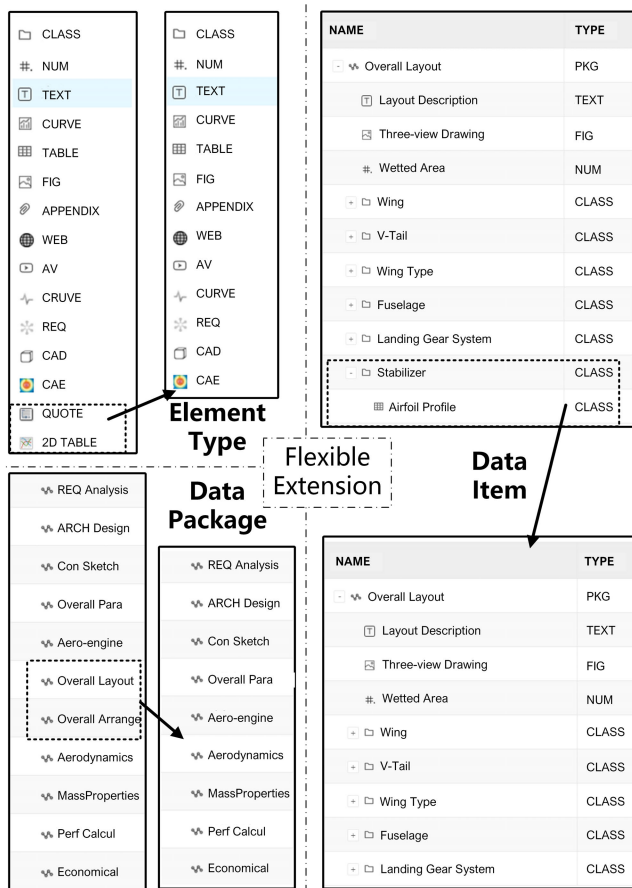 CLASS
#. NUM
TEXT
CURVE
TABLE
FIG
APPENDIX
WEB
AV
CRUVE
REQ
CAD
CAE
QUOTE
2D TABLE
CLASS
#. NUM
TEXT
CURVE
TABLE
FIG
APPENDIX
WEB
AV
CURVE
REQ
CAD
CAE
Element
Type
NAME TYPE
Overall Layout PKG
Layout Description TEXT
Three-view Drawing FIG
#. Wetted Area NUM
Wing CLASS
V-Tail CLASS
Wing Type CLASS
Fuselage CLASS
Landing Gear System CLASS
Stabilizer CLASS
Airfoil Profile CLASS
Flexible
Extension
Data
Package
Data
Item
REQ Analysis
ARCH Design
Con Sketch
Overall Para
Aero-engine
Overall Layout
Overall Arrange
Aerodynamics
MassProperties
Perf Calcul
Economical
REQ Analysis
ARCH Design
Con Sketch
Overall Para
Aero-engine
Aerodynamics
MassProperties
Perf Calcul
Economical
NAME TYPE
Overall Layout PKG
Layout Description TEXT
Three-view Drawing FIG
#. Wetted Area NUM
Wing CLASS
V-Tail CLASS
Wing Type CLASS
Fuselage CLASS
Landing Gear System CLASS